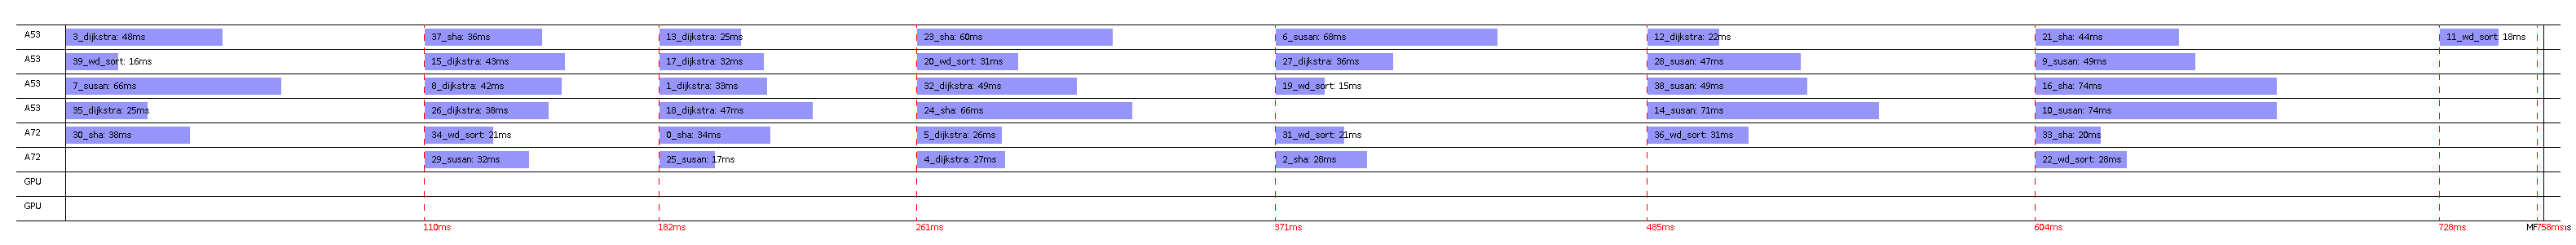 A53 3_dijkstra: 48ms 37_sha: 36ms 13_dijkstra: 25ms 23_sha: 60ms 6_susan: 68ms 12_dijkstra: 22ms 21_sha: 44ms 11_wd_sort: 18ms
A53 39_wd_sort: 16ms 15_dijkstra: 43ms 17_dijkstra: 32ms 20_wd_sort: 31ms 27_dijkstra: 36ms 28_susan: 47ms 9_susan: 49ms
A53 7_susan: 66ms 8_dijkstra: 42ms 1_dijkstra: 33ms 32_dijkstra: 49ms 19_wd_sort: 15ms 38_susan: 49ms 16_sha: 74ms
A53 35_dijkstra: 25ms 26_dijkstra: 38ms 18_dijkstra: 47ms 24_sha: 66ms 14_susan: 71ms 10_susan: 74ms
A72 30_sha: 38ms 34_wd_sort: 21ms 0_sha: 34ms 5_dijkstra: 26ms 31_wd_sort: 21ms 36_wd_sort: 31ms 33_sha: 20ms
A72 29_susan: 32ms 25_susan: 17ms 4_dijkstra: 27ms 2_sha: 28ms 22_wd_sort: 28ms
GPU
GPU
110ms 182ms 261ms 371ms 485ms 604ms 728ms 758ms